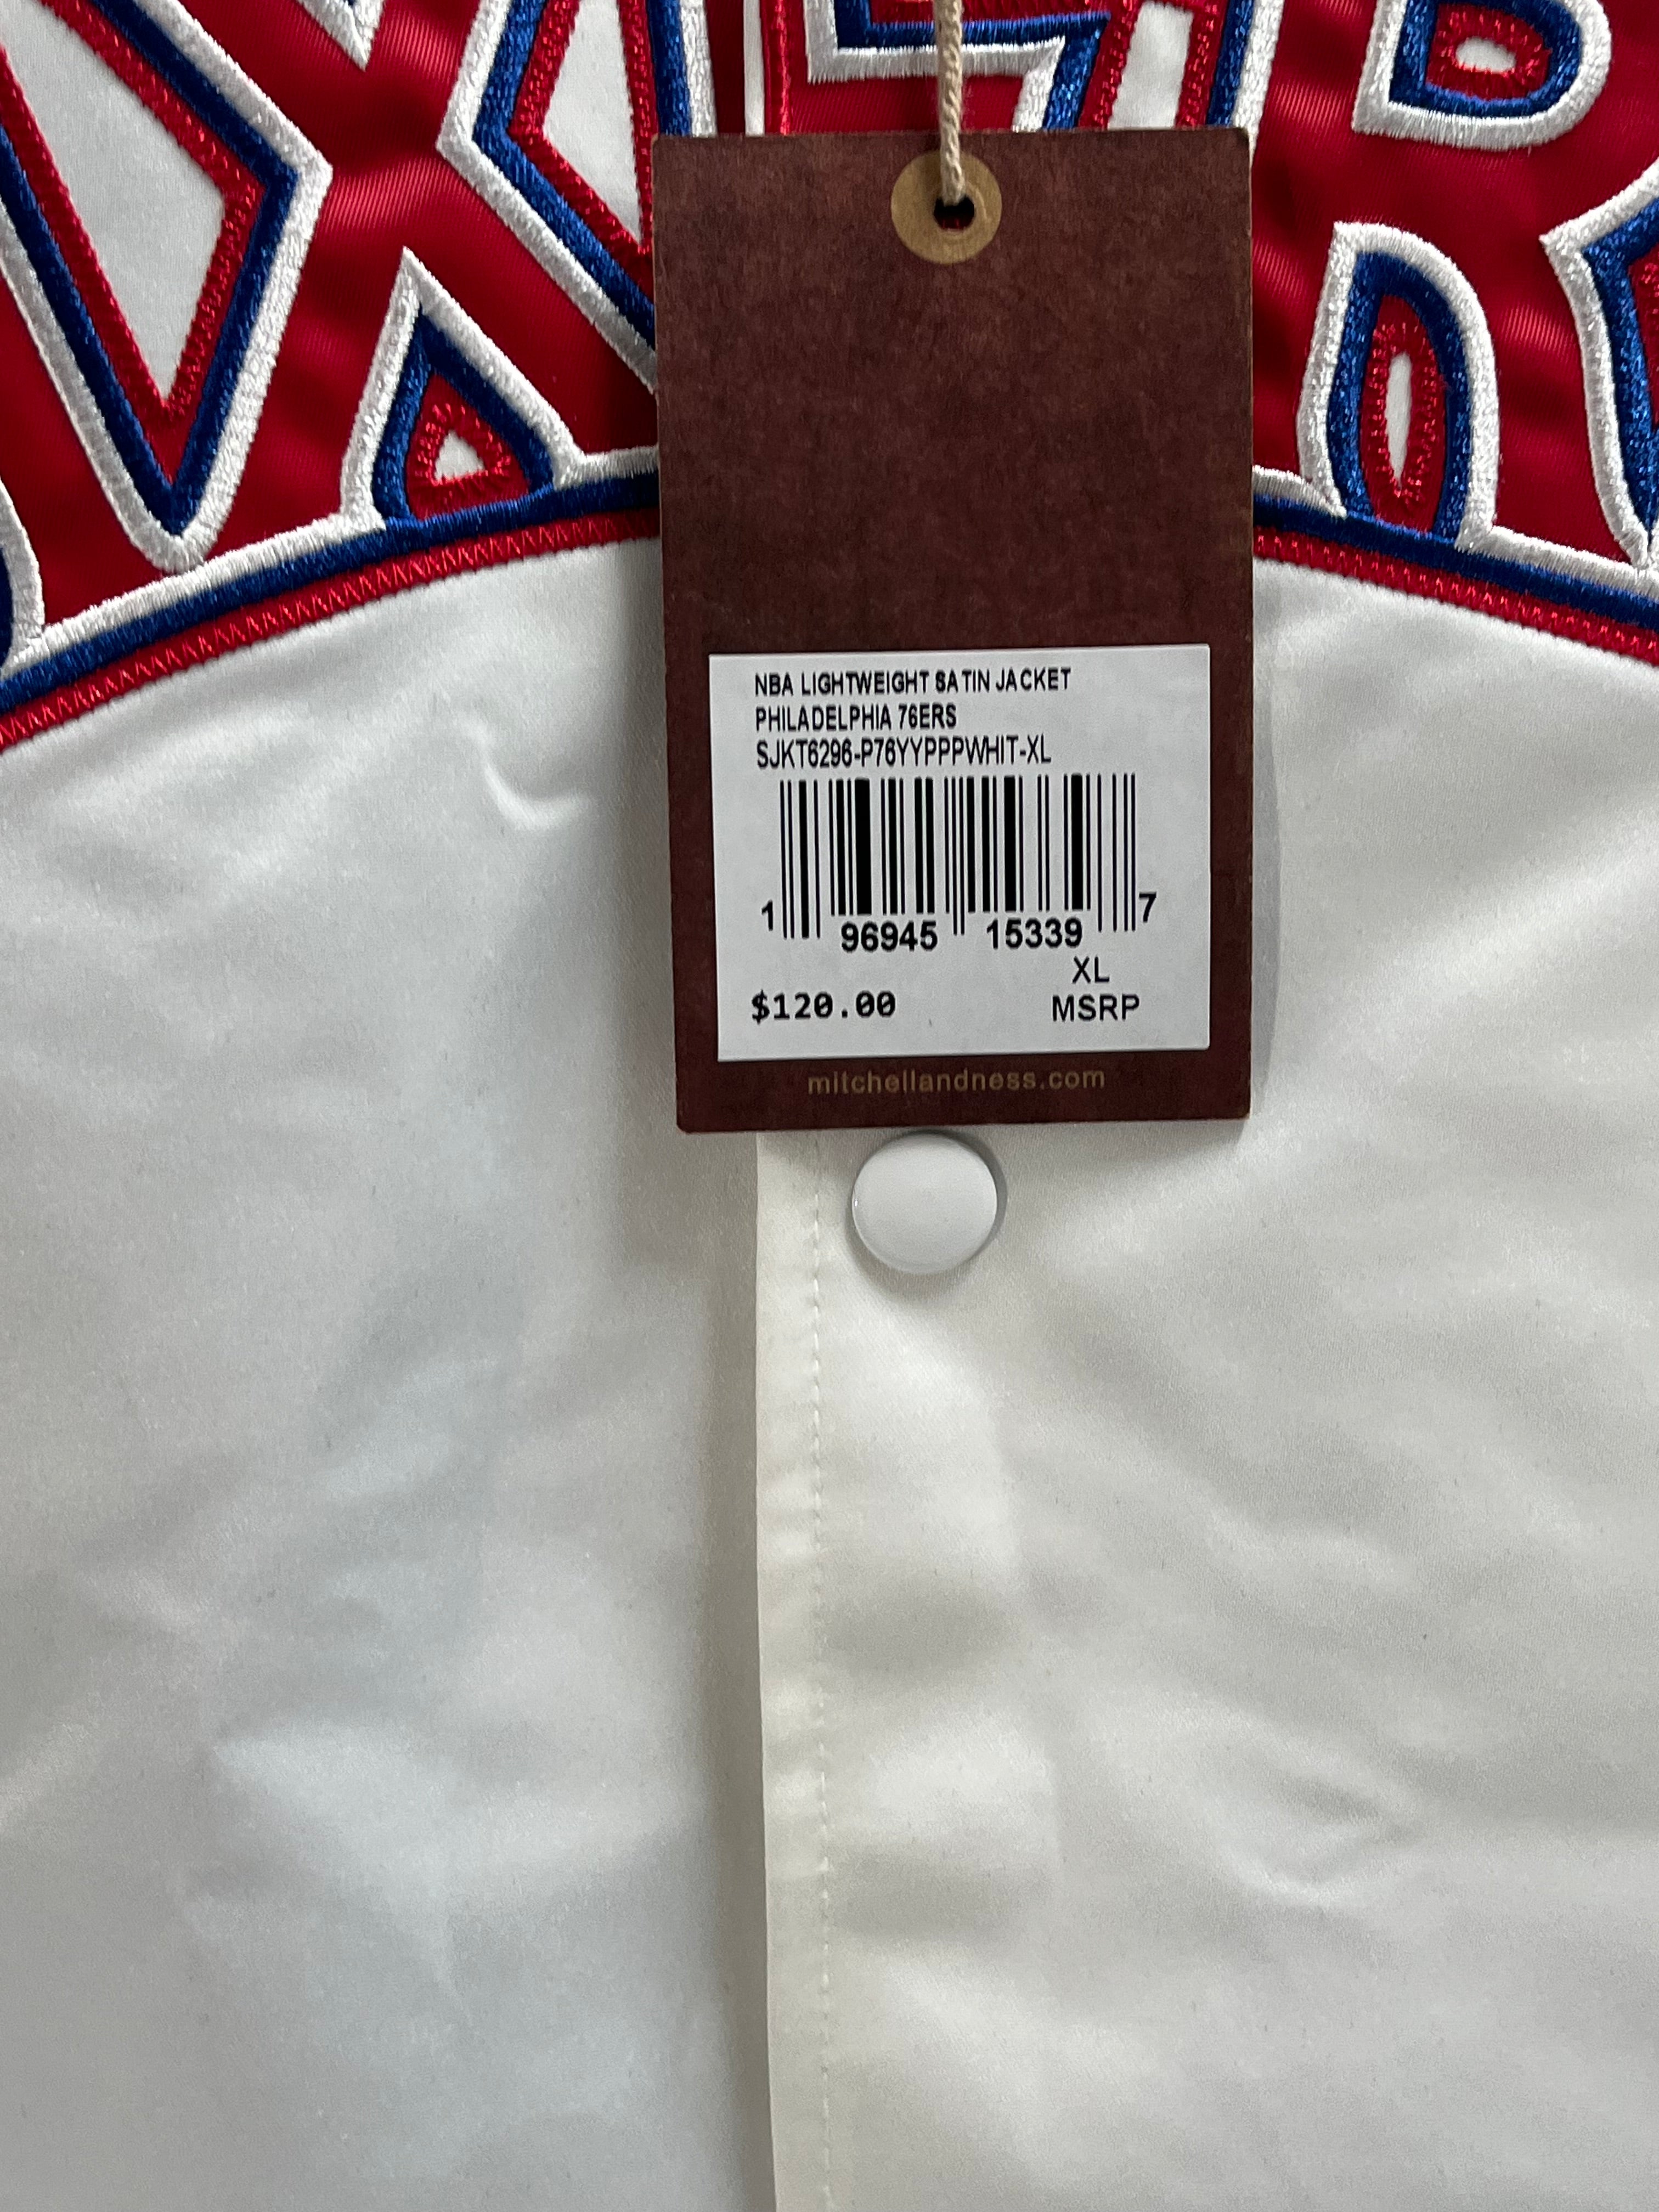 NBA LIGHTWEIGHT SATIN JACKET
PHILADELPHIA 76ERS
SJKT6296-P76YYPPPWHIT-XL
1 96945 15339 7
XL
$120.00 MSRP
mitchellandness.com